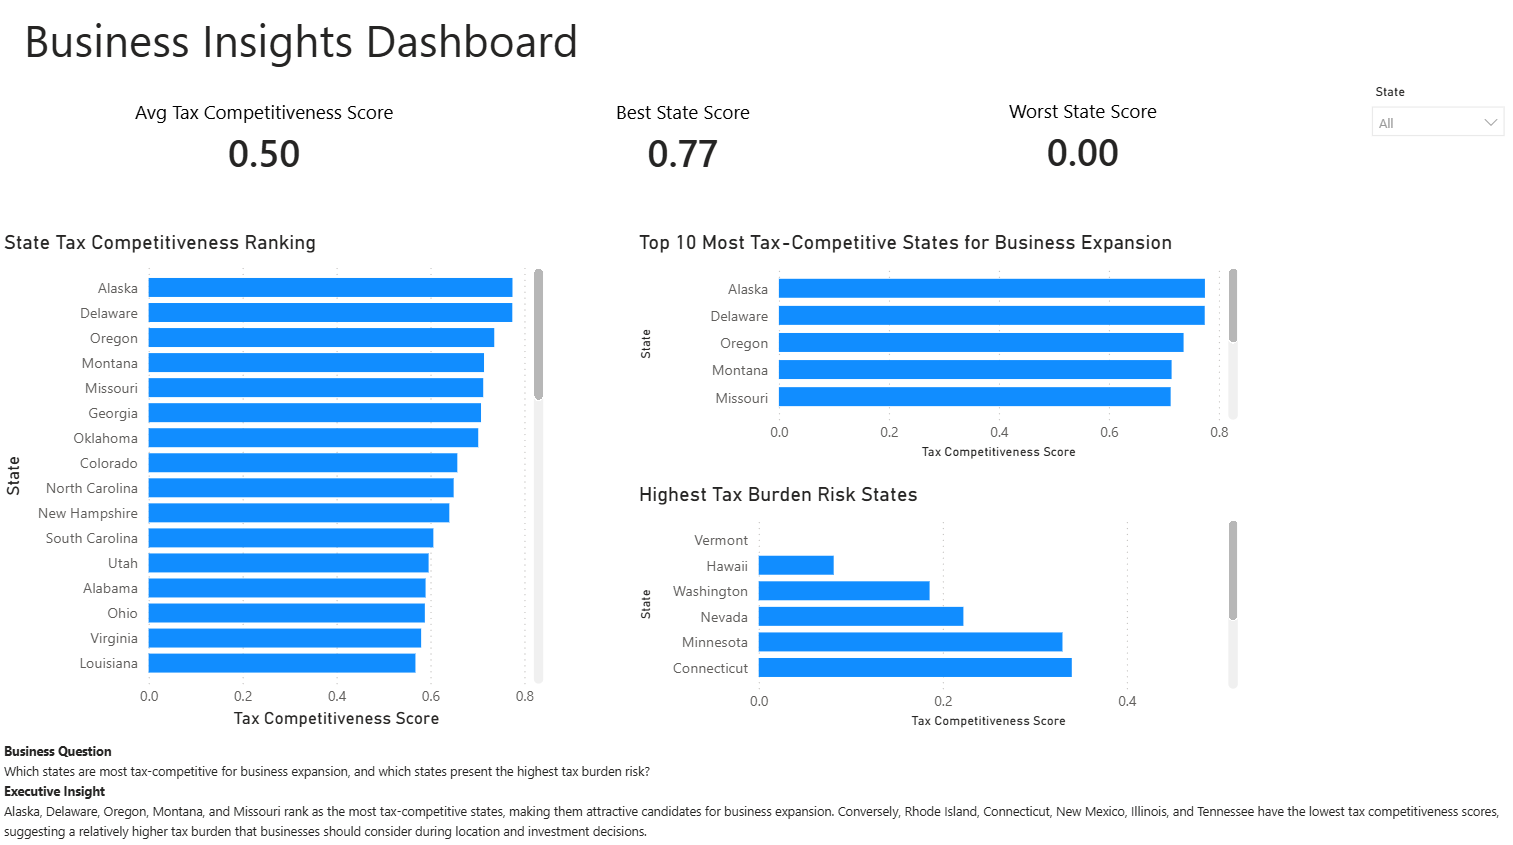 Business Insights Dashboard
Avg Tax Competitiveness Score
0.50
Best State Score
0.77
Worst State Score
0.00
State
All
State Tax Competitiveness Ranking
State
Alaska
Delaware
Oregon
Montana
Missouri
Georgia
Oklahoma
Colorado
North Carolina
New Hampshire
South Carolina
Utah
Alabama
Ohio
Virginia
Louisiana
0.0 0.2 0.4 0.6 0.8
Tax Competitiveness Score
Top 10 Most Tax-Competitive States for Business Expansion
State
Alaska
Delaware
Oregon
Montana
Missouri
0.0 0.2 0.4 0.6 0.8
Tax Competitiveness Score
Highest Tax Burden Risk States
State
Vermont
Hawaii
Washington
Nevada
Minnesota
Connecticut
0.0 0.2 0.4
Tax Competitiveness Score
Business Question
Which states are most tax-competitive for business expansion, and which states present the highest tax burden risk?
Executive Insight
Alaska, Delaware, Oregon, Montana, and Missouri rank as the most tax-competitive states, making them attractive candidates for business expansion. Conversely, Rhode Island, Connecticut, New Mexico, Illinois, and Tennessee have the lowest tax competitiveness scores,
suggesting a relatively higher tax burden that businesses should consider during location and investment decisions.